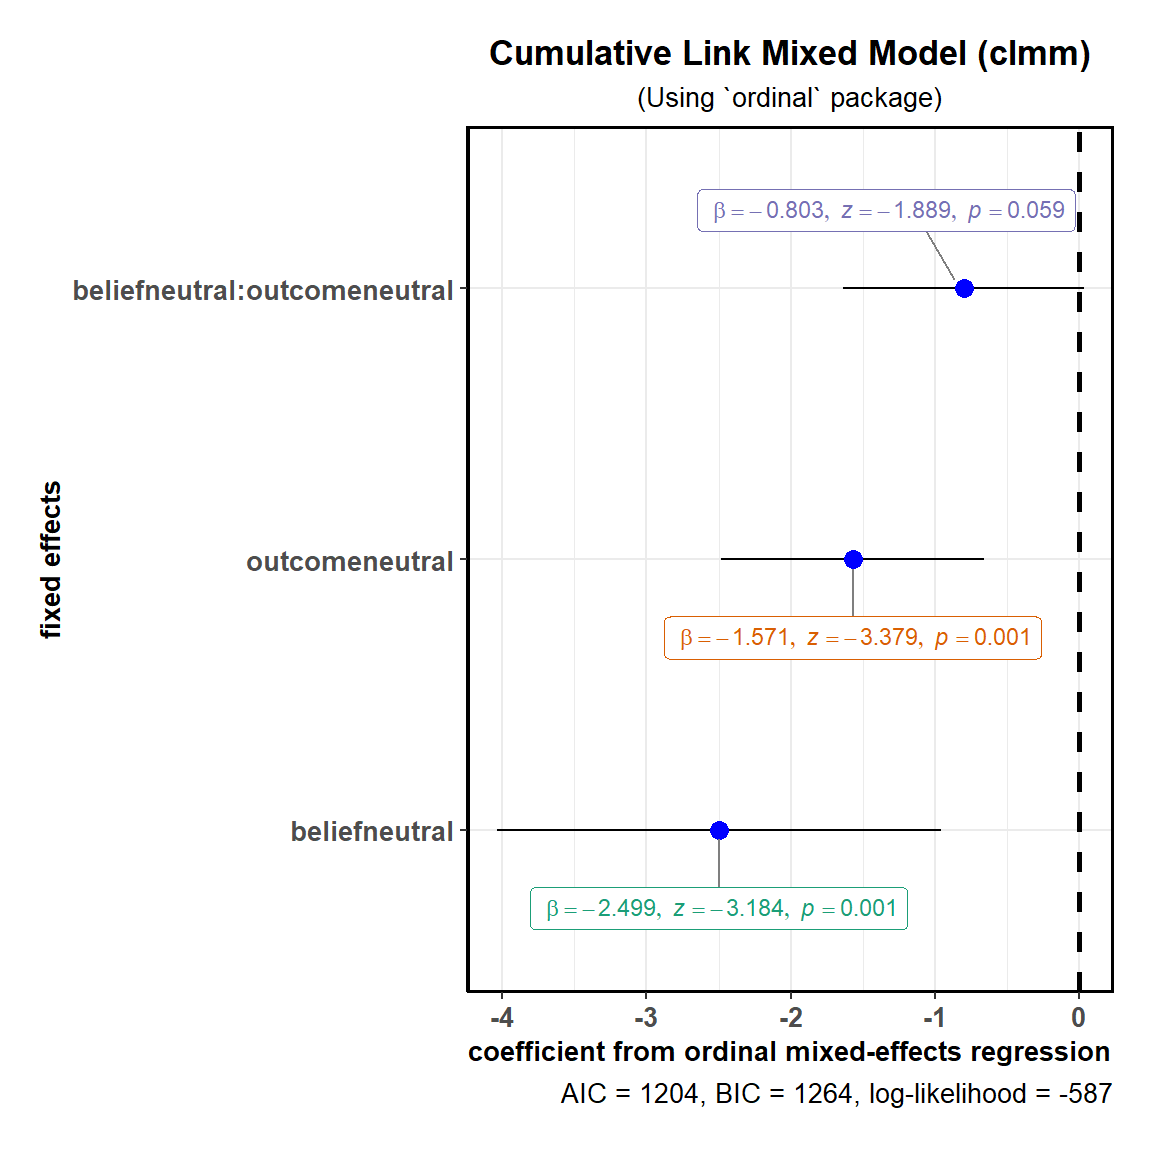 Cumulative Link Mixed Model (clmm)
(Using `ordinal` package)
β = −0.803, z = −1.889, p = 0.059
beliefneutral:outcomeneutral
fixed effects
outcomeneutral
β = −1.571, z = −3.379, p = 0.001
beliefneutral
β = −2.499, z = −3.184, p = 0.001
-4 -3 -2 -1 0
coefficient from ordinal mixed-effects regression
AIC = 1204, BIC = 1264, log-likelihood = -587